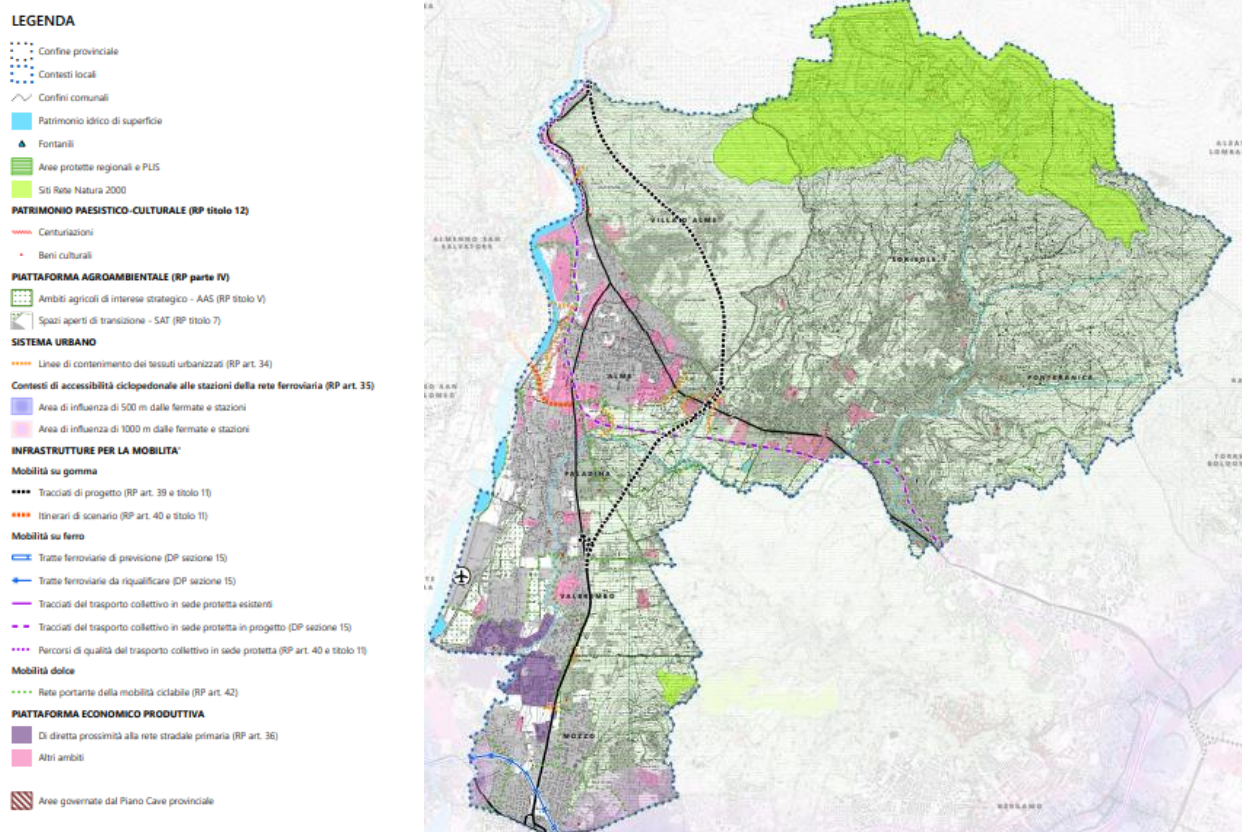 LEGENDA
Confine provinciale
Contesti locali
Confini comunali
Patrimonio idrico di superficie
Fontanili
Aree protette regionali e PLIS
Siti Rete Natura 2000
PATRIMONIO PAESISTICO-CULTURALE (RP titolo 12)
Centuriazioni
Beni culturali
PIATTAFORMA AGROAMBIENTALE (RP parte IV)
Ambiti agricoli di interesse strategico - AAS (RP titolo V)
Spazi aperti di transizione - SAT (RP titolo 7)
SISTEMA URBANO
Linee di contenimento dei tessuti urbanizzati (RP art. 34)
Contesti di accessibilità ciclopedonale alle stazioni della rete ferroviaria (RP art. 35)
Area di influenza di 500 m dalle fermate e stazioni
Area di influenza di 1000 m dalle fermate e stazioni
INFRASTRUTTURE PER LA MOBILITA'
Mobilità su gomma
Tracciati di progetto (RP art. 39 e titolo 11)
Itinerari di scenario (RP art. 40 e titolo 11)
Mobilità su ferro
Tratte ferroviarie di previsione (DP sezione 15)
Tratte ferroviarie da riqualificare (DP sezione 15)
Tracciati del trasporto collettivo in sede protetta esistenti
Tracciati del trasporto collettivo in sede protetta in progetto (DP sezione 15)
Percorsi di qualità del trasporto collettivo in sede protetta (RP art. 40 e titolo 11)
Mobilità dolce
Rete portante della mobilità ciclabile (RP art. 42)
PIATTAFORMA ECONOMICO PRODUTTIVA
Di diretta prossimità alla rete stradale primaria (RP art. 36)
Altri ambiti
Aree governate dal Piano Cave provinciale
VILLA D'ALMÈ
ALMENNO SAN
SALVATORE
SORISOLE
ALMÈ
PONTERANICA
PALADINA
VALBREMBO
MOZZO
BERGAMO